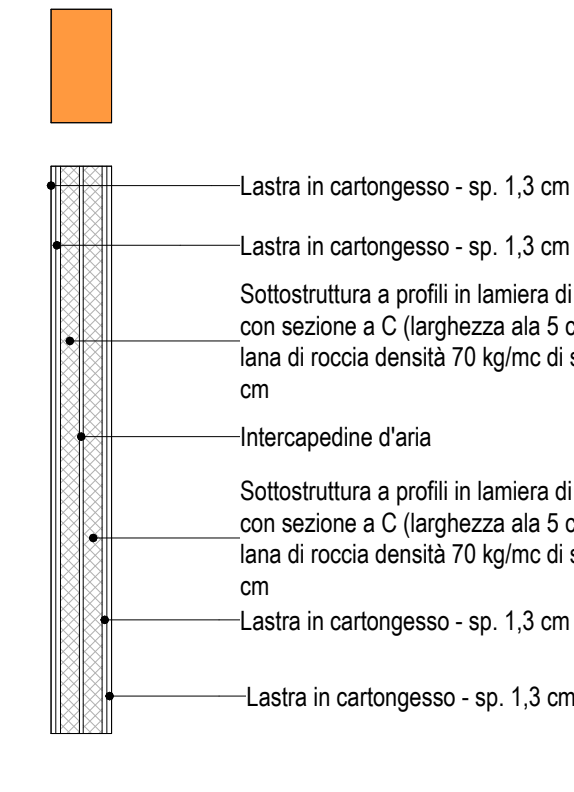 Lastra in cartongesso - sp. 1,3 cm
Lastra in cartongesso - sp. 1,3 cm
Sottostruttura a profili in lamiera di
con sezione a C (larghezza ala 5
lana di roccia densità 70 kg/mc di
cm
Intercapedine d'aria
Sottostruttura a profili in lamiera di
con sezione a C (larghezza ala 5
lana di roccia densità 70 kg/mc di
cm
Lastra in cartongesso - sp. 1,3 cm
Lastra in cartongesso - sp. 1,3 cm